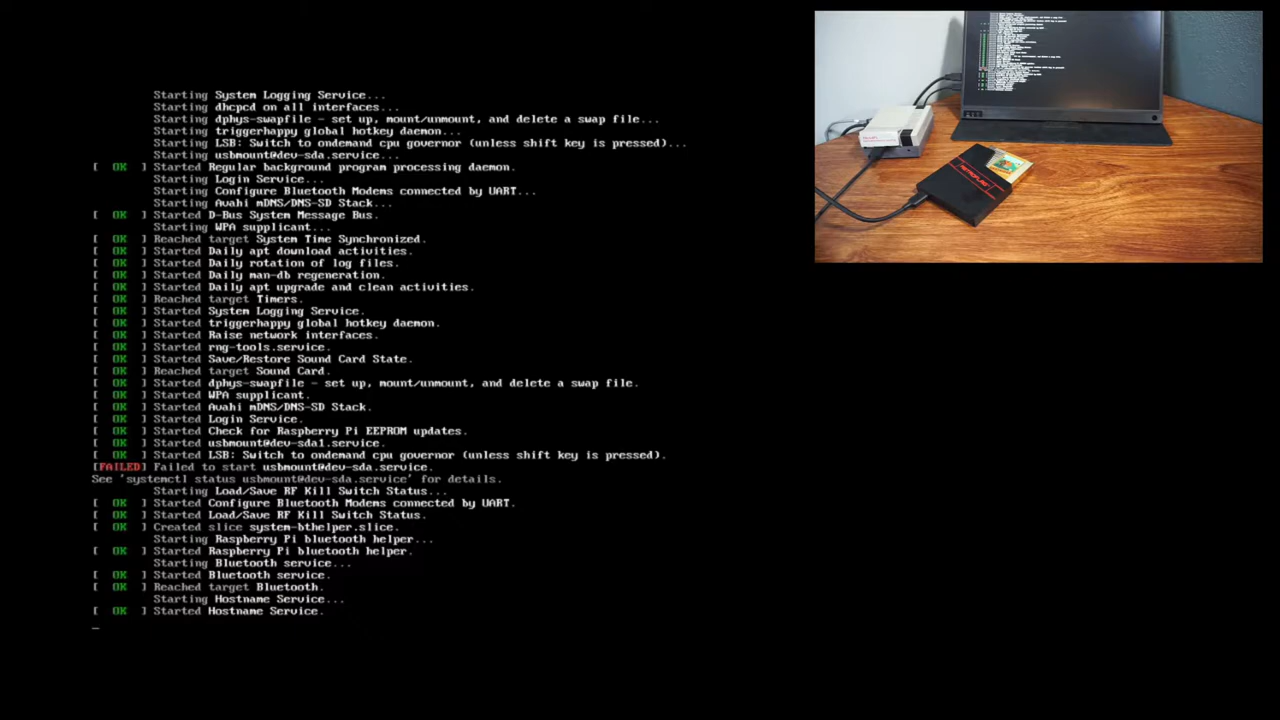 Starting System Logging Service...
Starting dhcpcd on all interfaces...
Starting dphys-swapfile - set up, mount/unmount, and delete a swap file...
Starting triggerhappy global hotkey daemon...
Starting LSB: Switch to ondemand cpu governor (unless shift key is pressed)...
Starting usbmount@dev-sda.service...
[  OK  ] Started Regular background program processing daemon.
Starting Login Service...
Starting Configure Bluetooth Modems connected by UART...
Starting Avahi mDNS/DNS-SD Stack...
[  OK  ] Started D-Bus System Message Bus.
Starting WPA supplicant...
[  OK  ] Reached target System Time Synchronized.
[  OK  ] Started Daily apt download activities.
[  OK  ] Started Daily rotation of log files.
[  OK  ] Started Daily man-db regeneration.
[  OK  ] Started Daily apt upgrade and clean activities.
[  OK  ] Reached target Timers.
[  OK  ] Started System Logging Service.
[  OK  ] Started triggerhappy global hotkey daemon.
[  OK  ] Started Raise network interfaces.
[  OK  ] Started rng-tools.service.
[  OK  ] Started Save/Restore Sound Card State.
[  OK  ] Reached target Sound Card.
[  OK  ] Started dphys-swapfile - set up, mount/unmount, and delete a swap file.
[  OK  ] Started WPA supplicant.
[  OK  ] Started Avahi mDNS/DNS-SD Stack.
[  OK  ] Started Login Service.
[  OK  ] Started Check for Raspberry Pi EEPROM updates.
[  OK  ] Started usbmount@dev-sda1.service.
[  OK  ] Started LSB: Switch to ondemand cpu governor (unless shift key is pressed).
[FAILED] Failed to start usbmount@dev-sda.service.
See 'systemctl status usbmount@dev-sda.service' for details.
Starting Load/Save RF Kill Switch Status...
[  OK  ] Started Configure Bluetooth Modems connected by UART.
[  OK  ] Started Load/Save RF Kill Switch Status.
[  OK  ] Created slice system-bthelper.slice.
Starting Raspberry Pi bluetooth helper...
[  OK  ] Started Raspberry Pi bluetooth helper.
Starting Bluetooth service...
[  OK  ] Started Bluetooth service.
[  OK  ] Reached target Bluetooth.
Starting Hostname Service...
[  OK  ] Started Hostname Service.
_
RETROFLAG